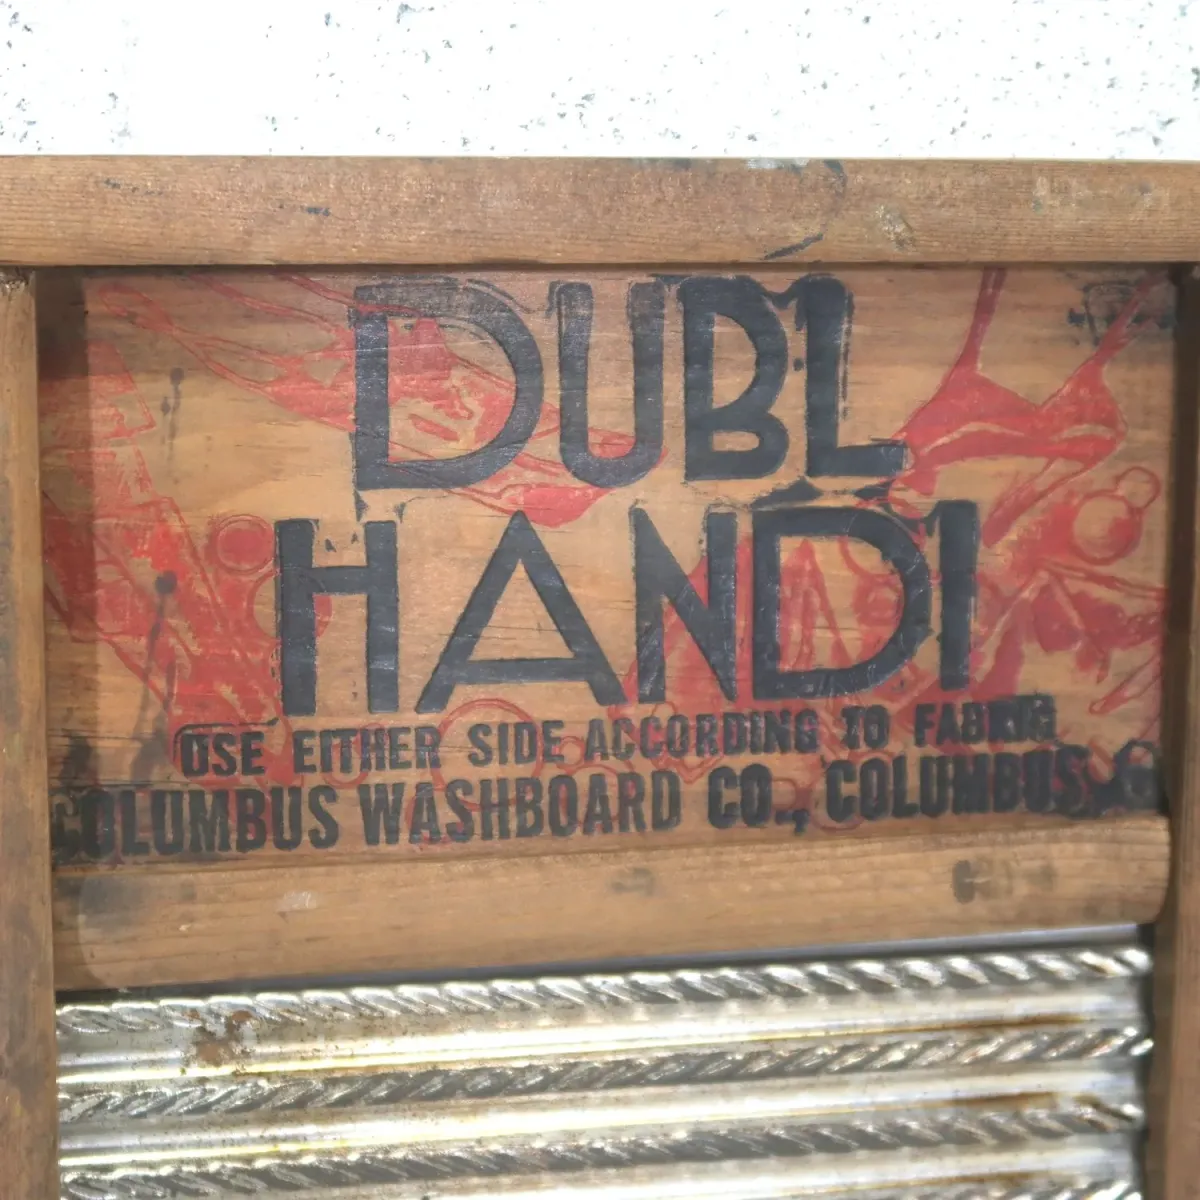 DUBL
HANDI
USE EITHER SIDE ACCORDING TO FABRIC
COLUMBUS WASHBOARD CO., COLUMBUS